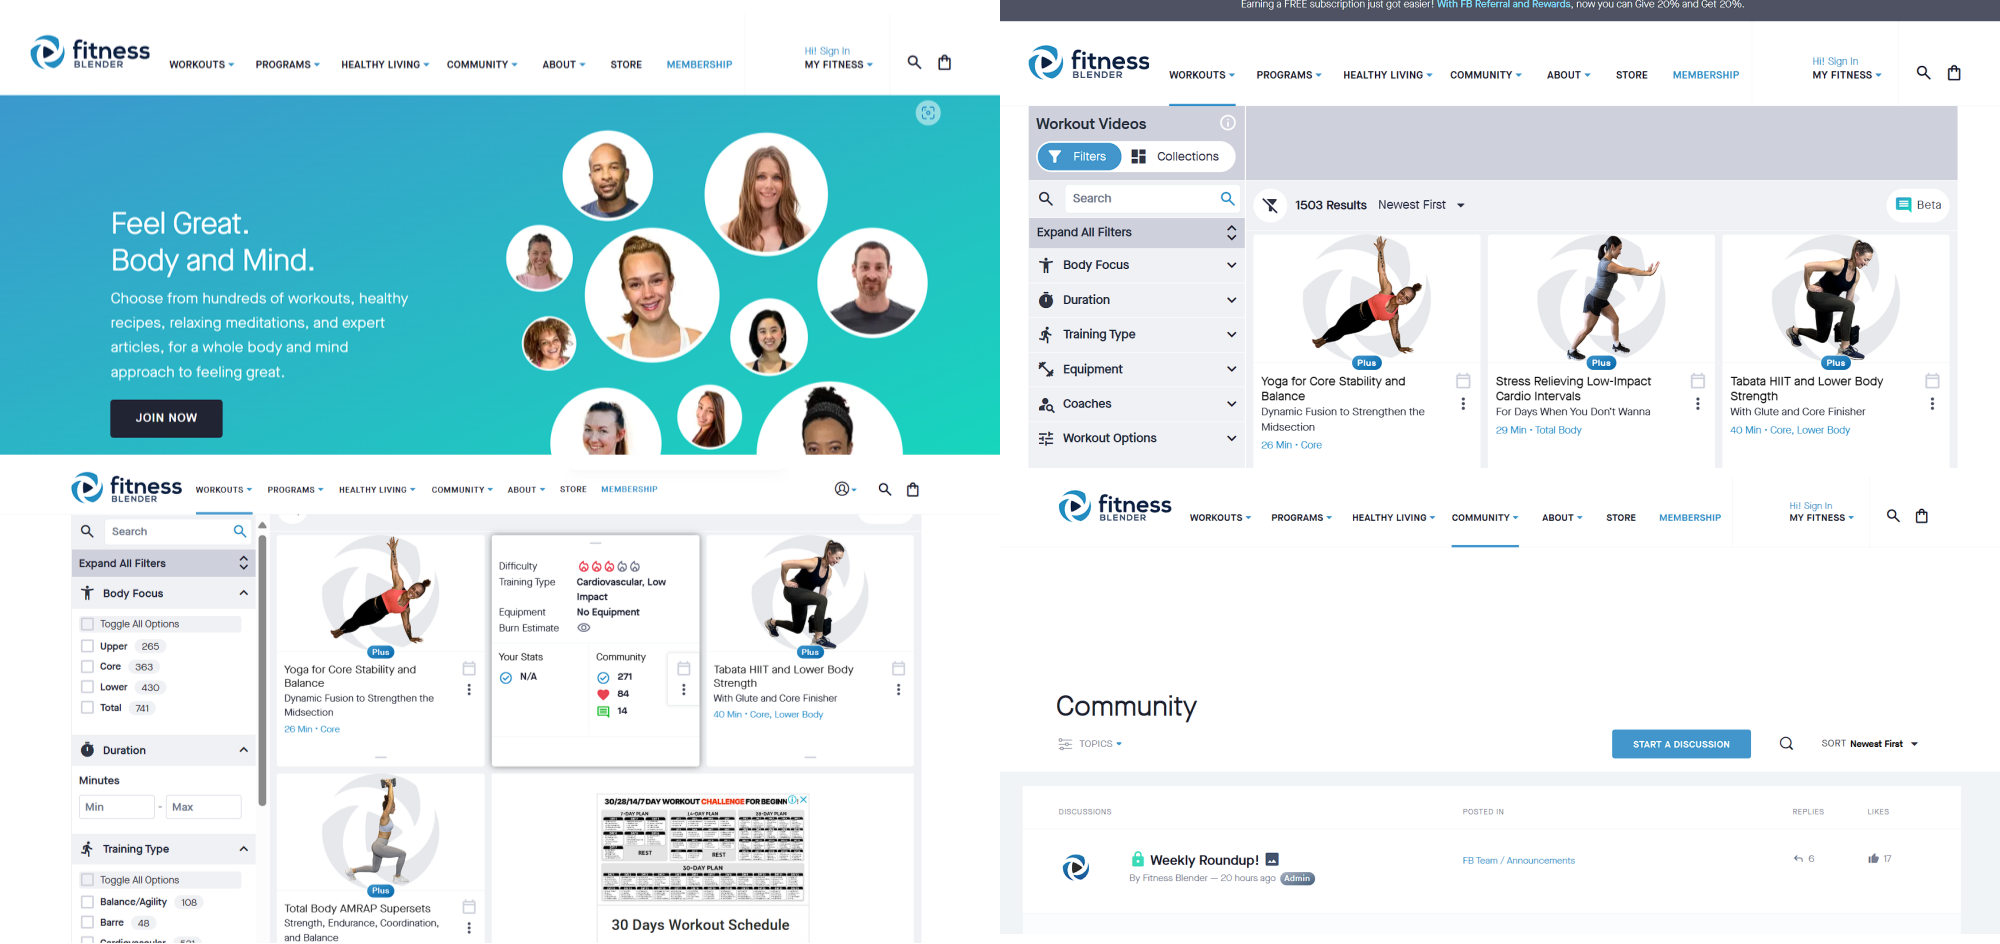 fitness
BLENDER
WORKOUTS PROGRAMS HEALTHY LIVING COMMUNITY ABOUT STORE MEMBERSHIP
Hi! Sign In
MY FITNESS
Feel Great.
Body and Mind.
Choose from hundreds of workouts, healthy
recipes, relaxing meditations, and expert
articles, for a whole body and mind
approach to feeling great.
JOIN NOW
Earning a FREE subscription just got easier! With FB Referral and Rewards, now you can Give 20% and Get 20%.
fitness
BLENDER
WORKOUTS PROGRAMS HEALTHY LIVING COMMUNITY ABOUT STORE MEMBERSHIP
Hi! Sign In
MY FITNESS
Workout Videos
Filters Collections
Search
Expand All Filters
Body Focus
Duration
Training Type
Equipment
Coaches
Workout Options
1503 Results Newest First
Beta
Plus
Yoga for Core Stability and
Balance
Dynamic Fusion to Strengthen the
Midsection
26 Min • Core
Plus
Stress Relieving Low-Impact
Cardio Intervals
For Days When You Don't Wanna
29 Min • Total Body
Plus
Tabata HIIT and Lower Body
Strength
With Glute and Core Finisher
40 Min • Core, Lower Body
fitness
BLENDER
WORKOUTS PROGRAMS HEALTHY LIVING COMMUNITY ABOUT STORE MEMBERSHIP
Search
Expand All Filters
Body Focus
Toggle All Options
Upper 265
Core 363
Lower 430
Total 741
Duration
Minutes
Min - Max
Training Type
Toggle All Options
Balance/Agility 108
Barre 48
Cardiovascular 521
Plus
Yoga for Core Stability and
Balance
Dynamic Fusion to Strengthen the
Midsection
26 Min • Core
Difficulty
Training Type Cardiovascular, Low
Impact
Equipment No Equipment
Burn Estimate
Your Stats
N/A
Community
271
84
14
Plus
Tabata HIIT and Lower Body
Strength
With Glute and Core Finisher
40 Min • Core, Lower Body
Plus
Total Body AMRAP Supersets
Strength, Endurance, Coordination,
and Balance
30/28/14/7 DAY WORKOUT CHALLENGE FOR BEGINN
7-DAY PLAN 14-DAY PLAN 28-DAY PLAN
REST REST
30-DAY PLAN
30 Days Workout Schedule
fitness
BLENDER
WORKOUTS PROGRAMS HEALTHY LIVING COMMUNITY ABOUT STORE MEMBERSHIP
Hi! Sign In
MY FITNESS
Community
TOPICS
START A DISCUSSION
SORT Newest First
DISCUSSIONS POSTED IN REPLIES LIKES
Weekly Roundup!
By Fitness Blender — 20 hours ago Admin
FB Team / Announcements
6
17